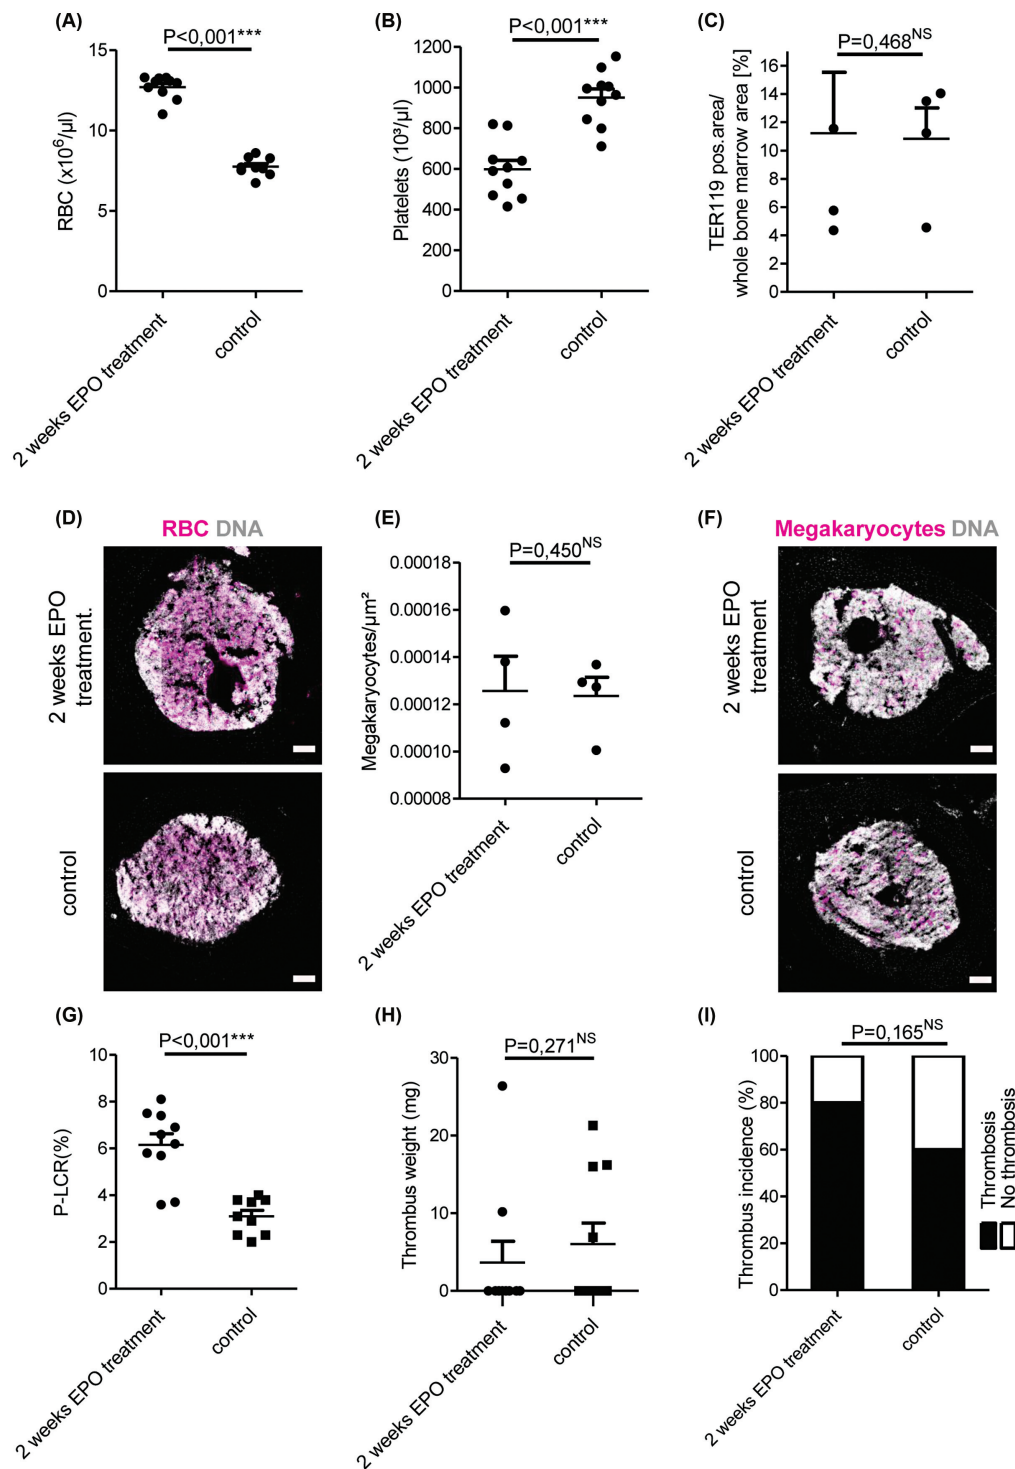 (A)
P<0,001***
RBC (x10⁶/µl)
15
10
5
0
2 weeks EPO treatment
control
(B)
P<0,001***
Platelets (10³/µl)
1200
1000
800
600
400
200
0
2 weeks EPO treatment
control
(C)
P=0,468ᴺˢ
TER119 pos.area/
whole bone marrow area [%]
16
14
12
10
8
6
4
2
0
2 weeks EPO treatment
control
(D)
RBC DNA
2 weeks EPO
treatment.
control
(E)
P=0,450ᴺˢ
Megakaryocytes/µm²
0.00018
0.00016
0.00014
0.00012
0.00010
0.00008
2 weeks EPO treatment
control
(F)
Megakaryocytes DNA
2 weeks EPO
treatment
control
(G)
P<0,001***
P-LCR(%)
10
8
6
4
2
0
2 weeks EPO treatment
control
(H)
P=0,271ᴺˢ
Thrombus weight (mg)
30
20
10
0
2 weeks EPO treatment
control
(I)
P=0,165ᴺˢ
Thrombus incidence (%)
100
80
60
40
20
0
2 weeks EPO treatment
control
Thrombosis
No thrombosis